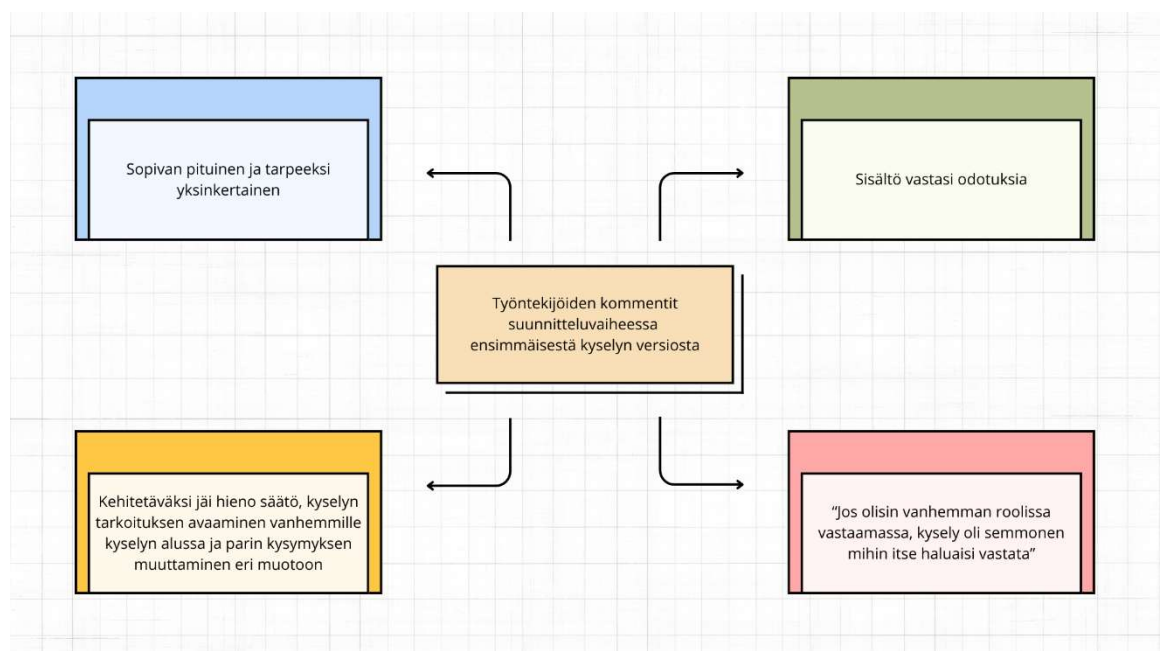 Sopivan pituinen ja tarpeeksi
yksinkertainen
Sisältö vastasi odotuksia
Työntekijöiden kommentit
suunnitteluvaiheessa
ensimmäisestä kyselyn versiosta
Kehitetäväksi jäi hieno säätö, kyselyn
tarkoituksen avaaminen vanhemmille
kyselyn alussa ja parin kysymyksen
muuttaminen eri muotoon
“Jos olisin vanhemman roolissa
vastaamassa, kysely oli semmonen
mihin itse haluaisi vastata”